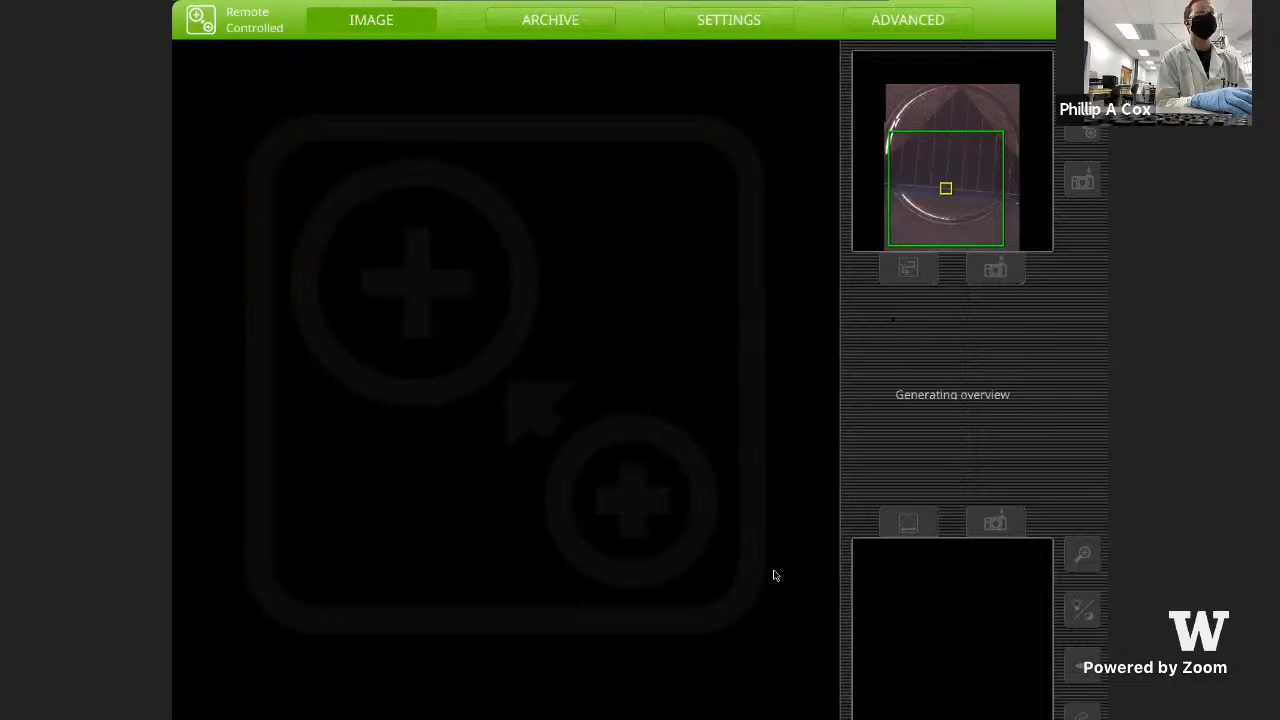 Remote
Controlled
IMAGE
ARCHIVE
SETTINGS
ADVANCED
Phillip A Cox
Generating overview
W
Powered by Zoom